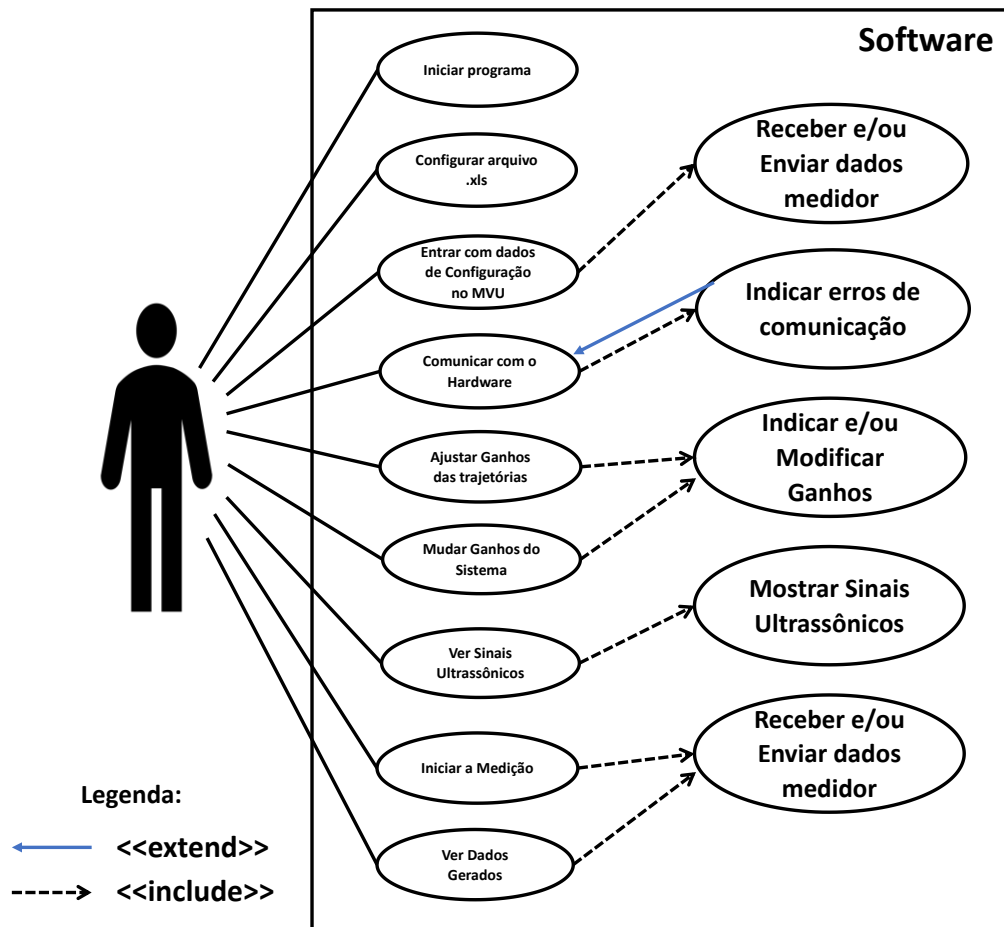 Software
Iniciar programa
Configurar arquivo
.xls
Entrar com dados
de Configuração
no MVU
Comunicar com o
Hardware
Ajustar Ganhos
das trajetórias
Mudar Ganhos do
Sistema
Ver Sinais
Ultrassônicos
Iniciar a Medição
Ver Dados
Gerados
Receber e/ou
Enviar dados
medidor
Indicar erros de
comunicação
Indicar e/ou
Modificar
Ganhos
Mostrar Sinais
Ultrassônicos
Receber e/ou
Enviar dados
medidor
Legenda:
<<extend>>
<<include>>